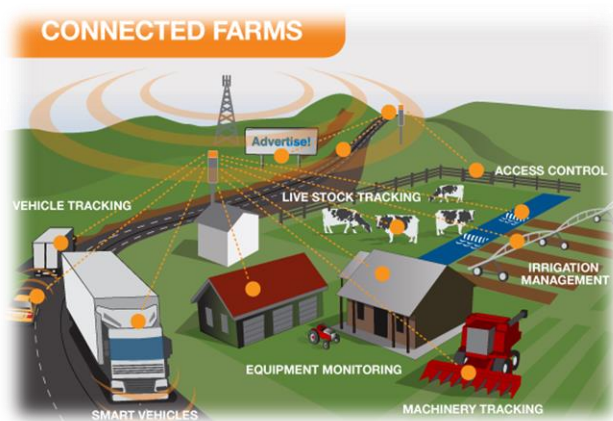 CONNECTED FARMS
Advertise!
ACCESS CONTROL
LIVE STOCK TRACKING
VEHICLE TRACKING
IRRIGATION
MANAGEMENT
EQUIPMENT MONITORING
MACHINERY TRACKING
SMART VEHICLES